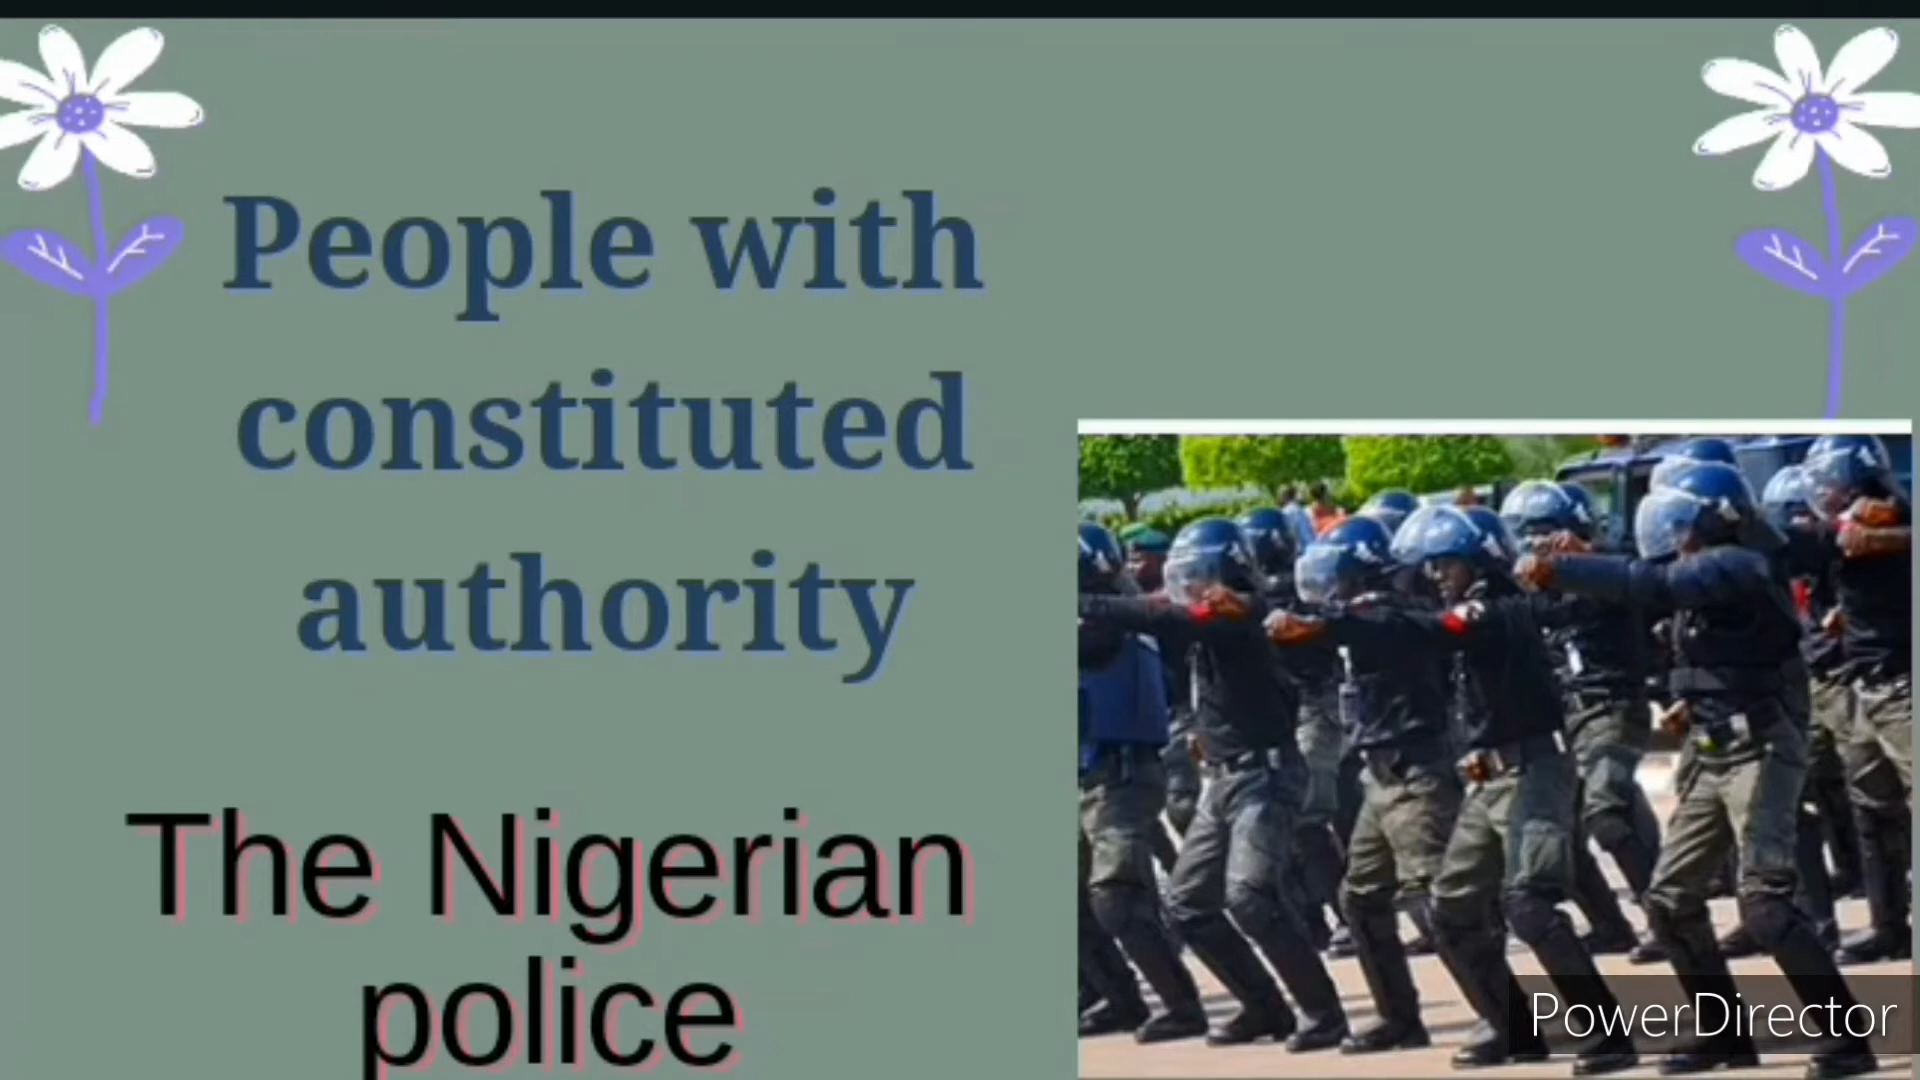 People with
constituted
authority
The Nigerian
police
PowerDirector